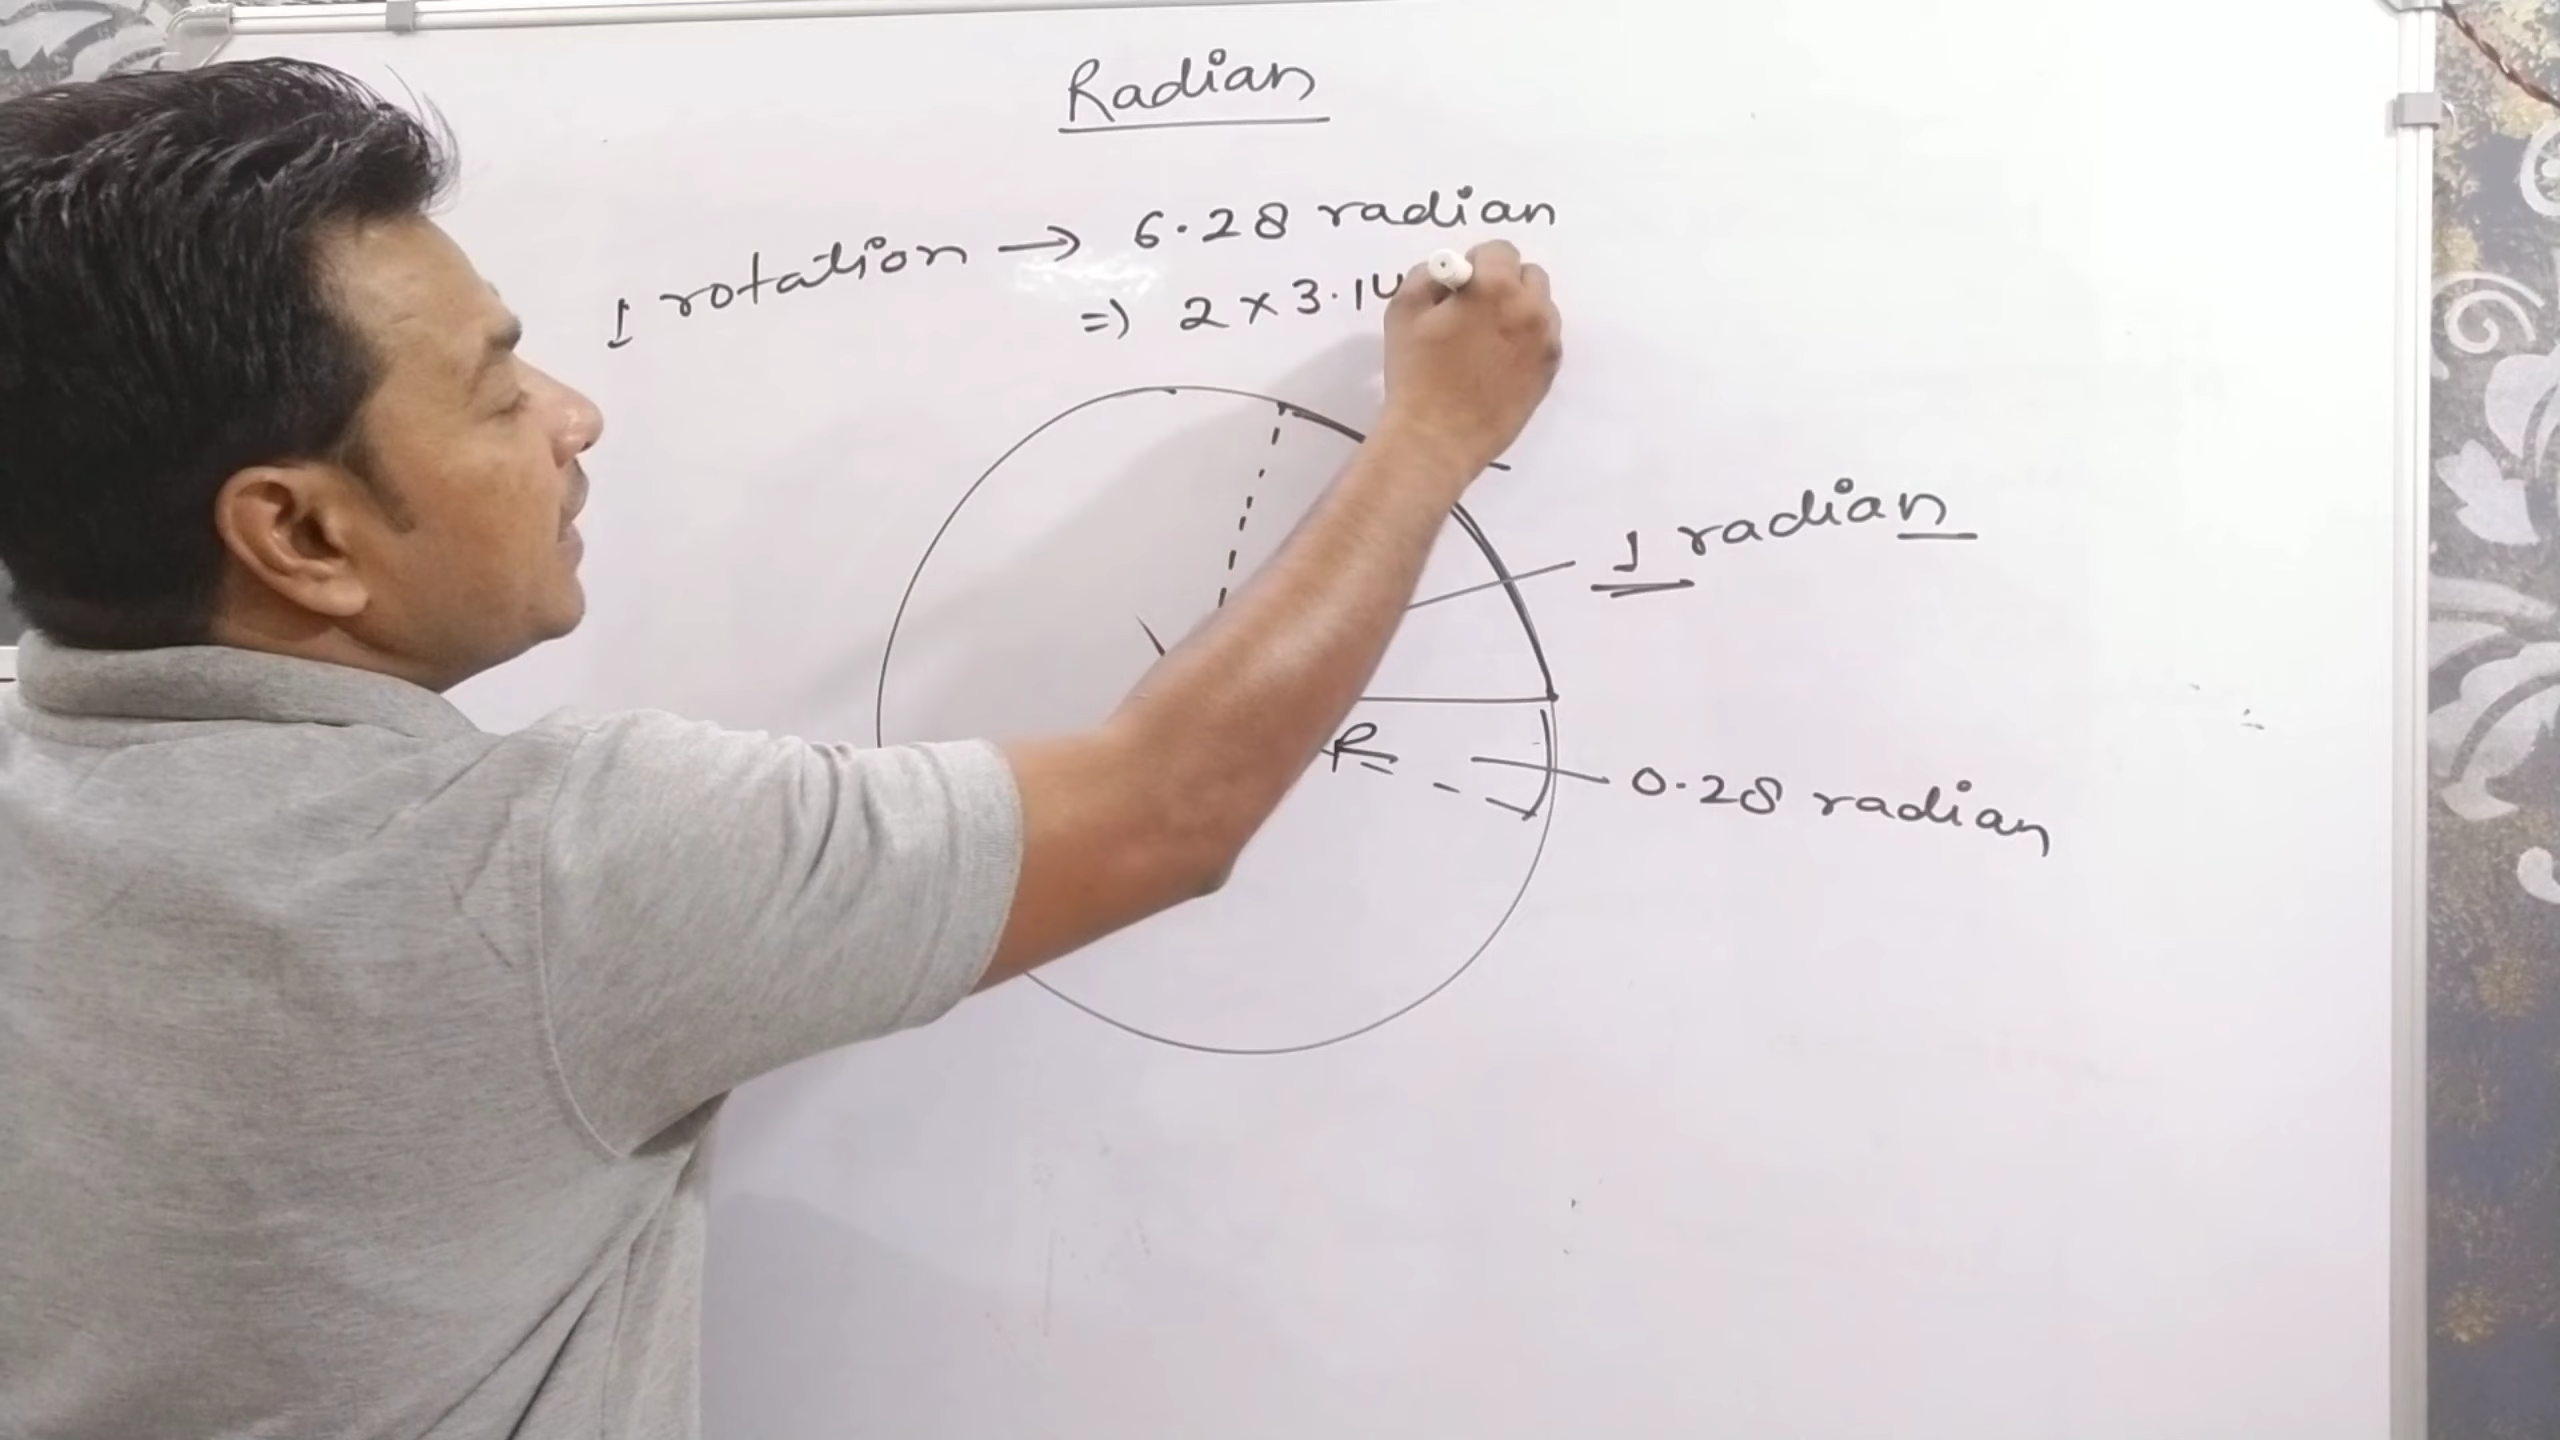 Radian
1 rotation → 6.28 radian
⇒ 2 × 3.14
1 radian
R
0.28 radian